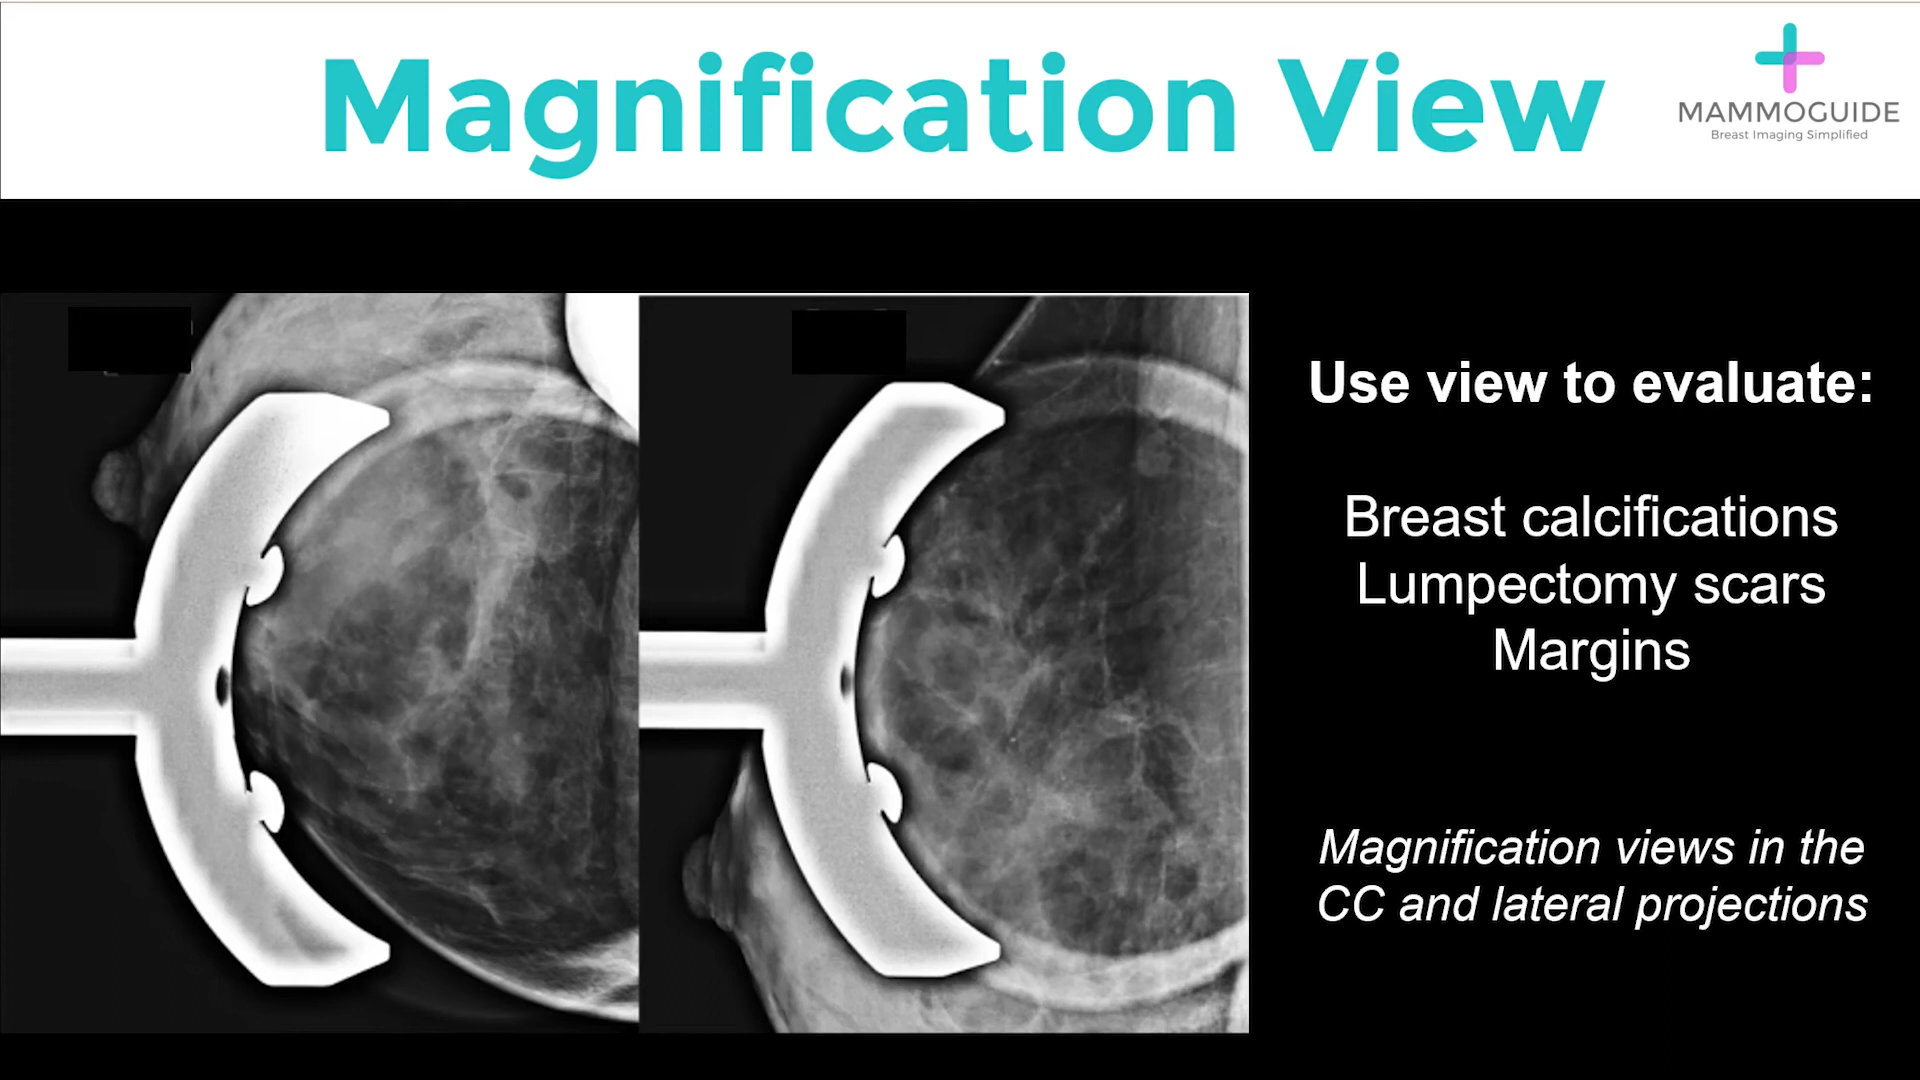 Magnification View
MAMMOGUIDE
Breast Imaging Simplified
Use view to evaluate:
Breast calcifications
Lumpectomy scars
Margins
Magnification views in the
CC and lateral projections